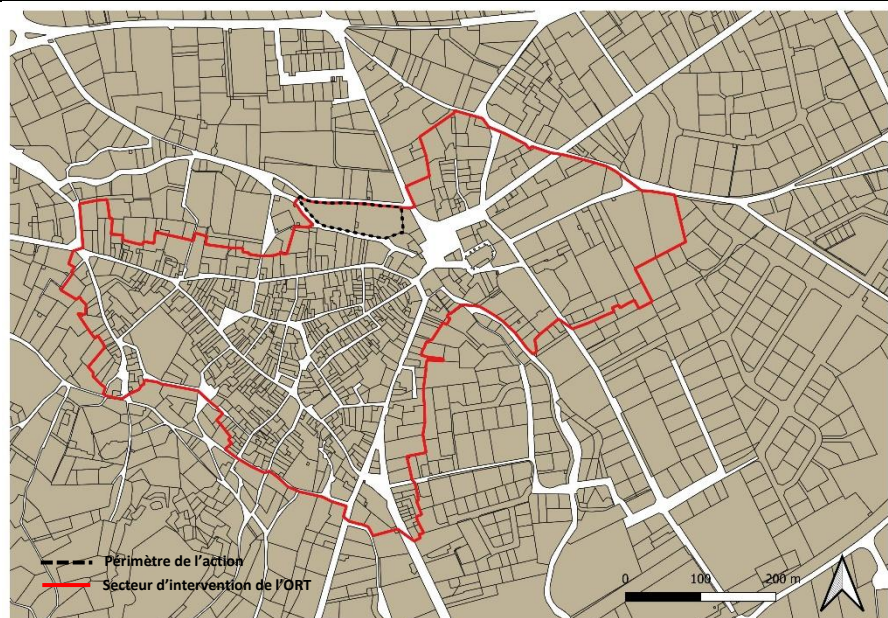 Périmètre de l'action
Secteur d'intervention de l'ORT
0 100 200 m